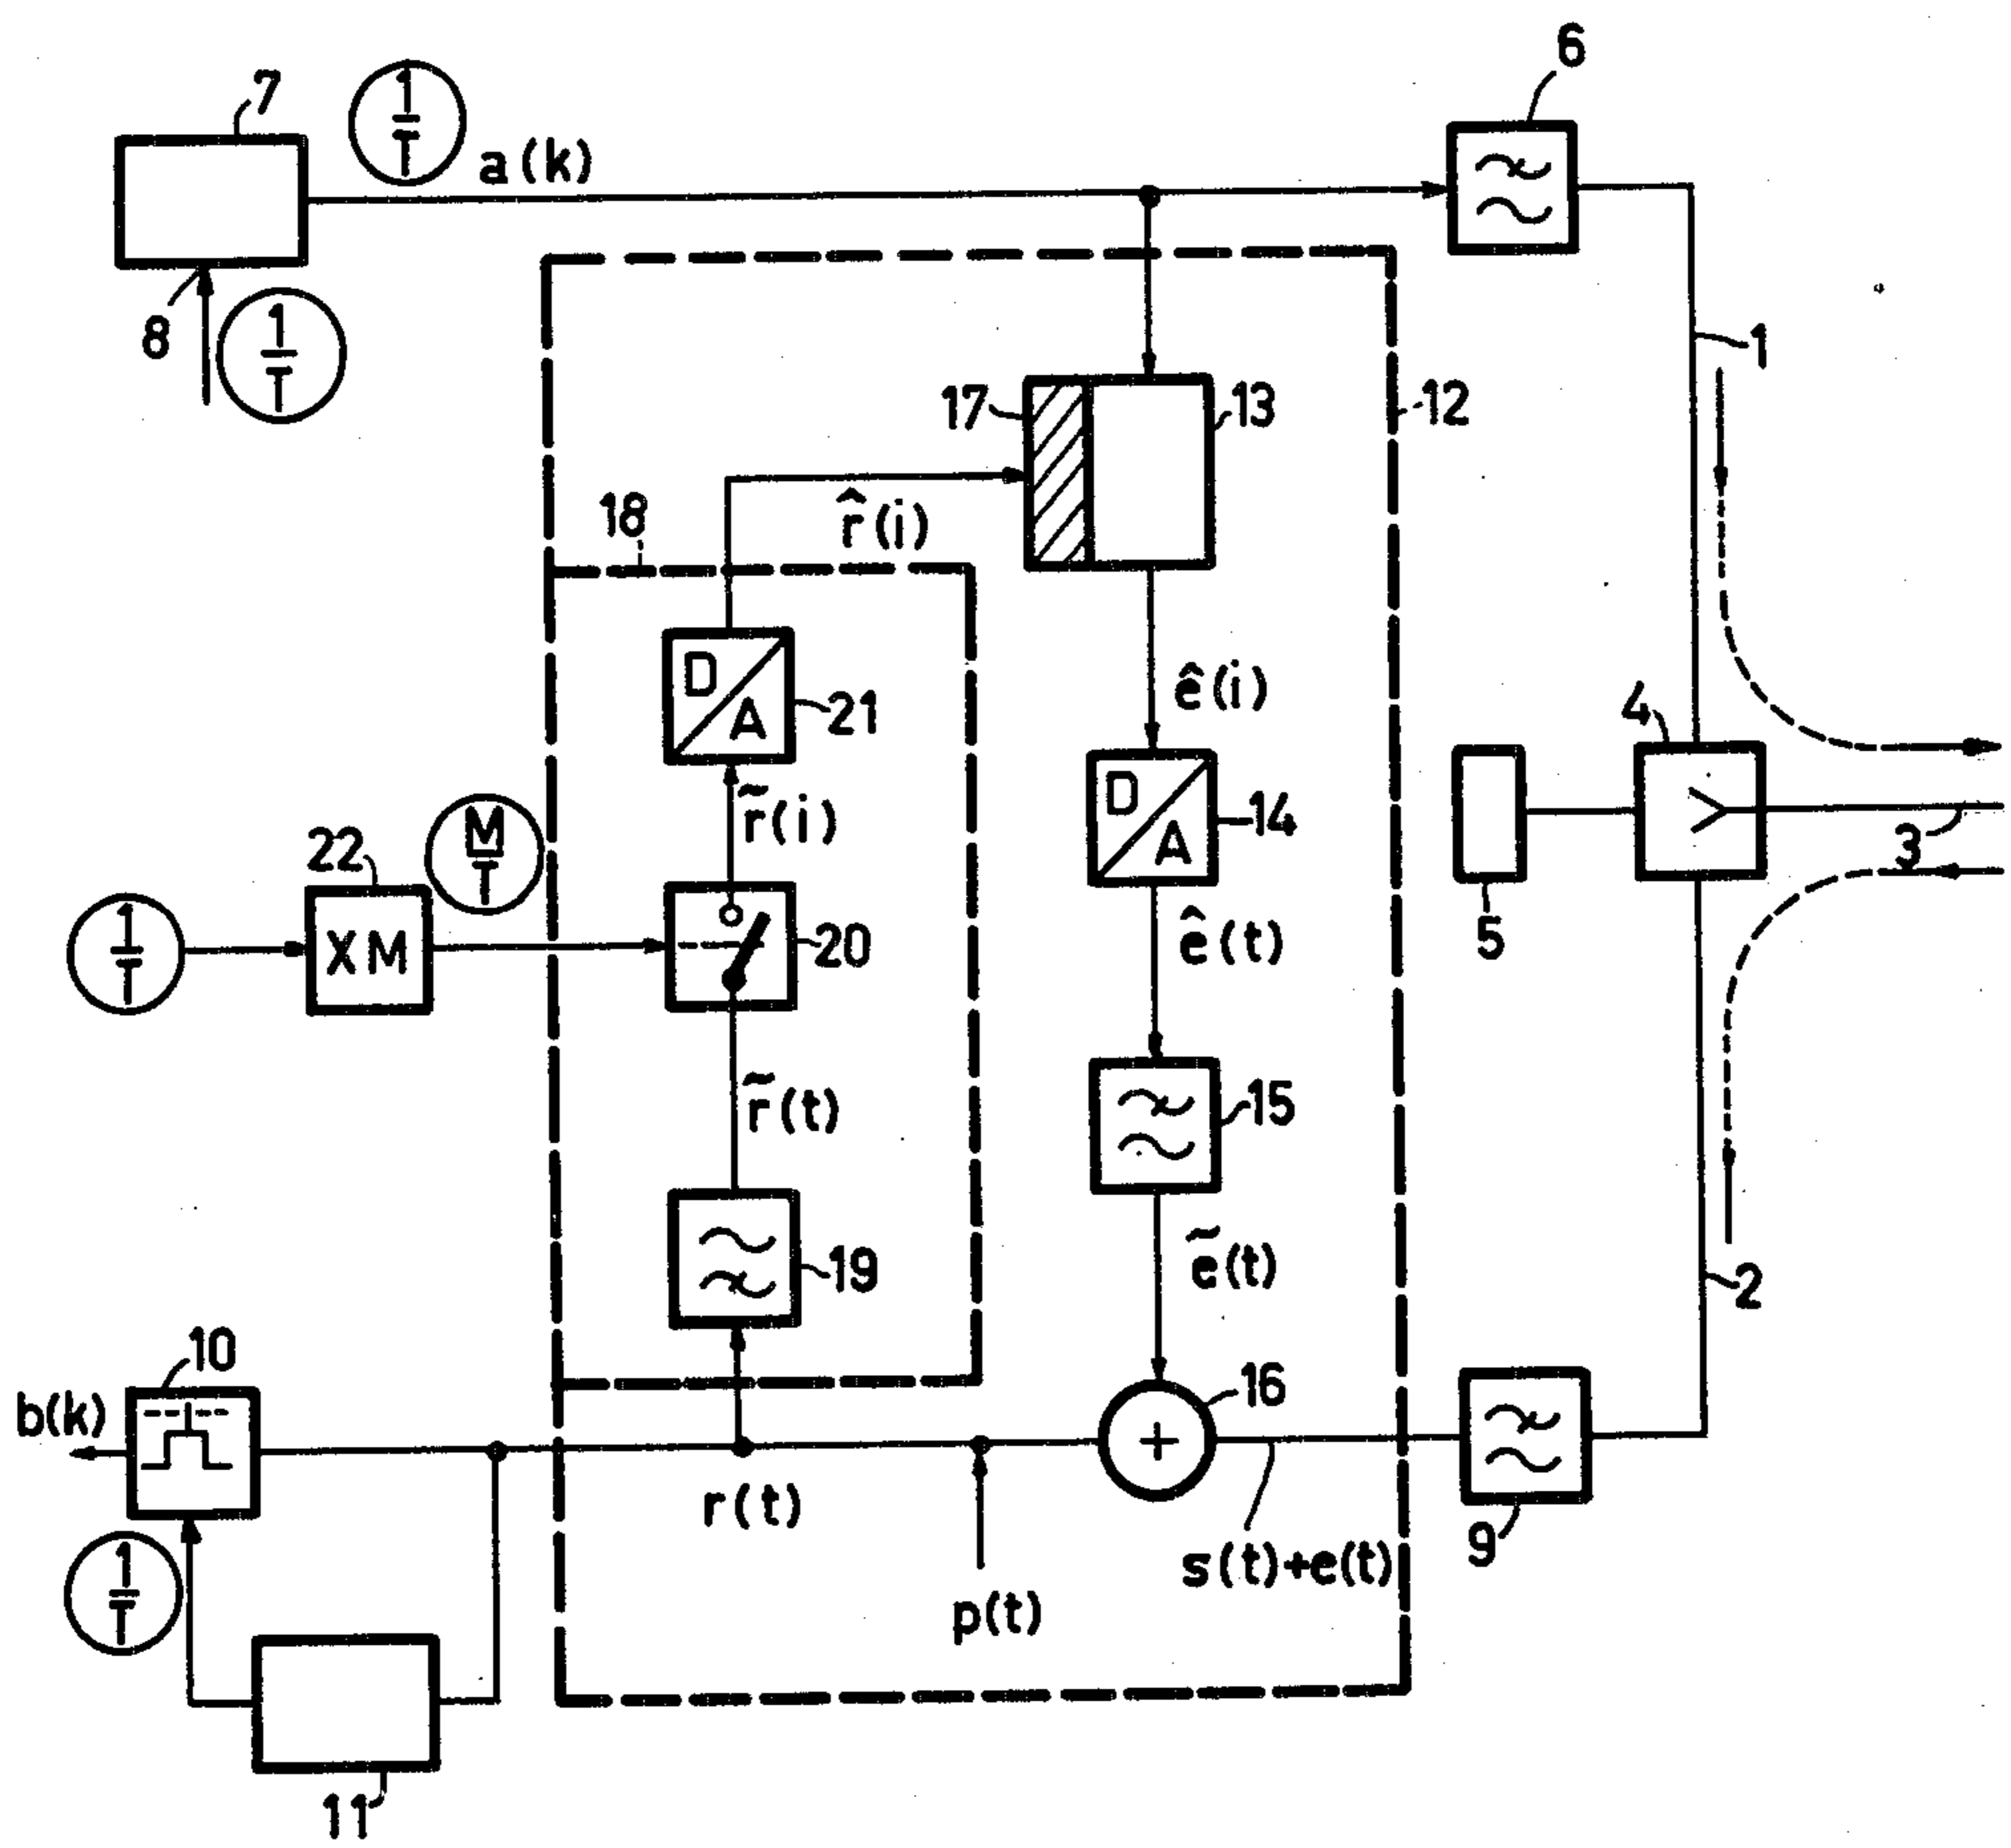 6
7
1/T
a(k)
8
1/T
1
17
13
12
18
r̂(i)
D/A
21
ê(i)
4
D/A
14
r̃(i)
22
M/T
3
1/T
XM
20
5
ê(t)
r̃(t)
15
19
ẽ(t)
2
10
16
b(k)
r(t)
9
1/T
s(t)+e(t)
p(t)
+
11